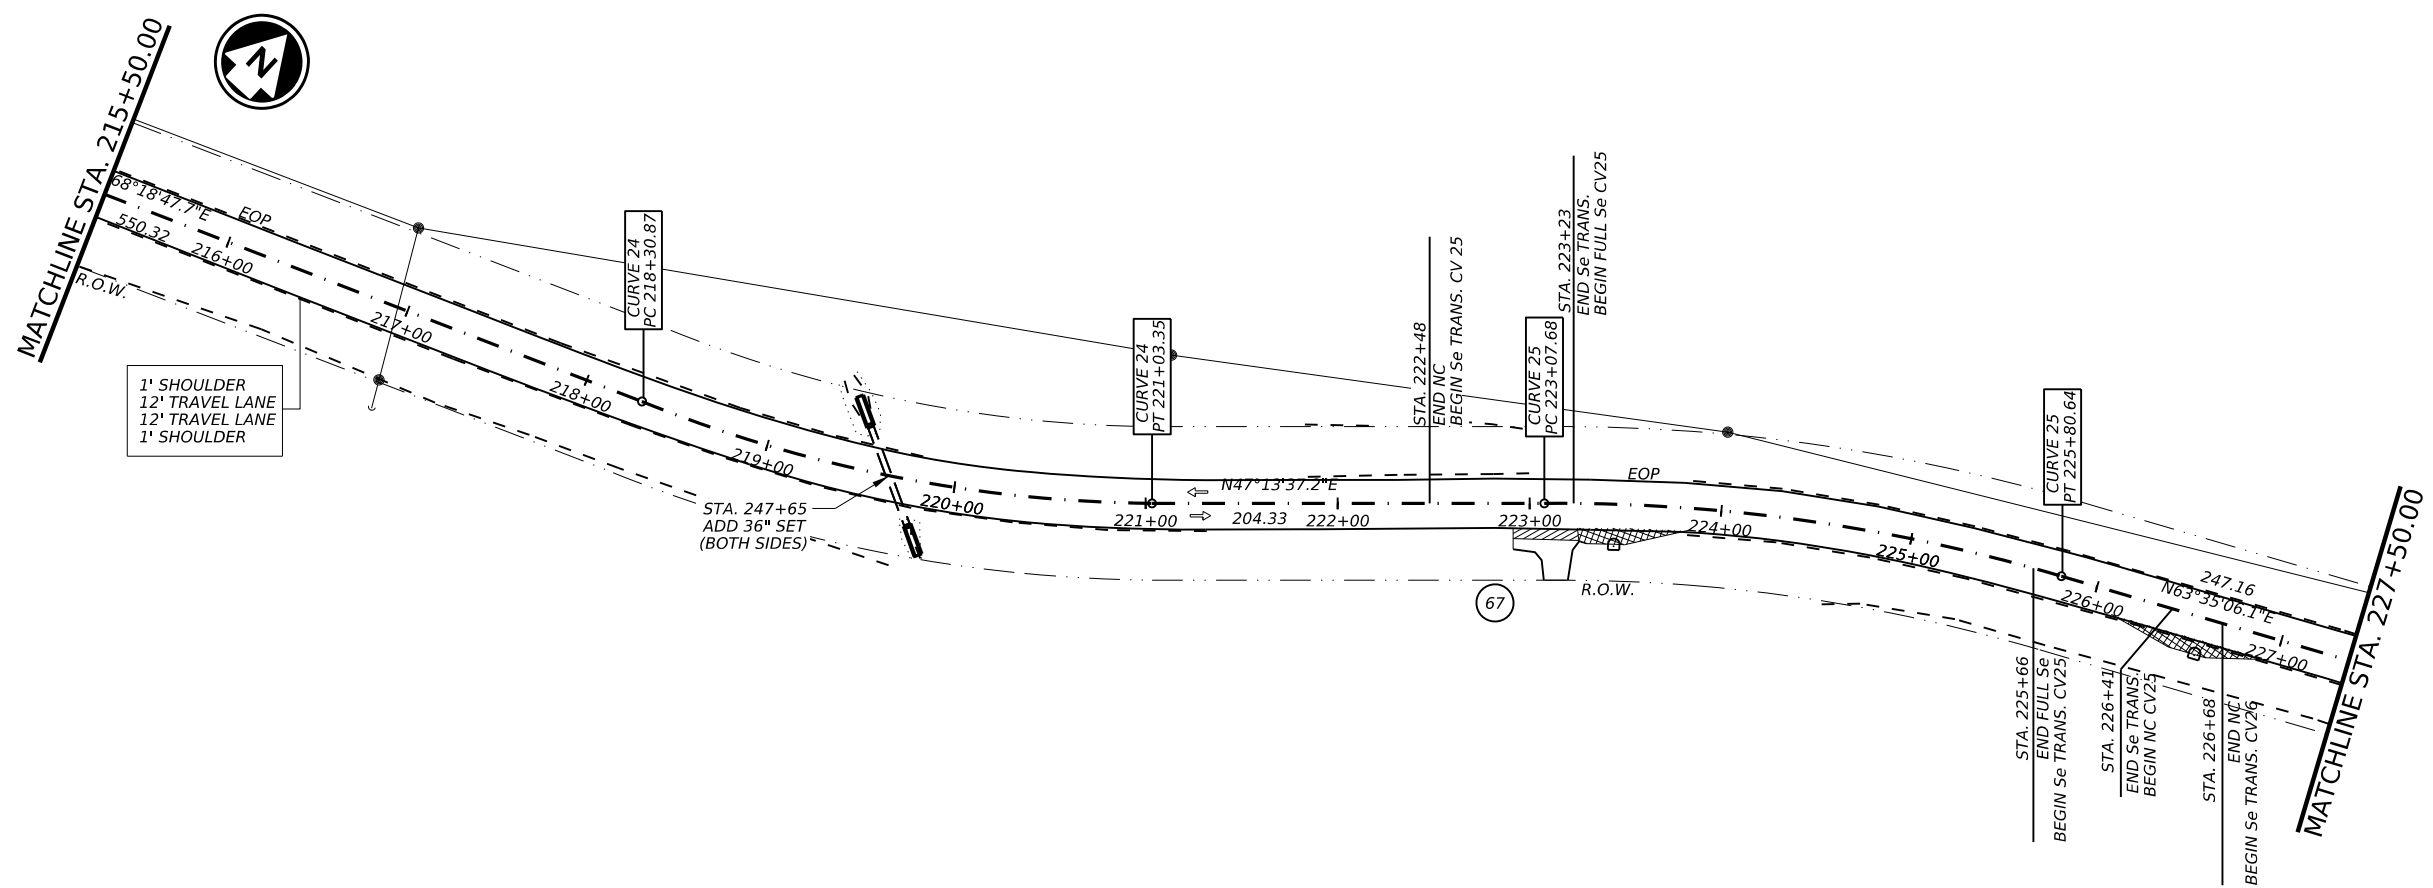 MATCHLINE STA. 215+50.00
N
68°18'47.7"E
550.32
EOP
216+00
R.O.W.
217+00
1' SHOULDER
12' TRAVEL LANE
12' TRAVEL LANE
1' SHOULDER
218+00
CURVE 24
PC 218+30.87
219+00
STA. 247+65
ADD 36" SET
(BOTH SIDES)
220+00
CURVE 24
PT 221+03.35
221+00
N47°13'37.2"E
204.33
222+00
STA. 222+48
END NC
BEGIN Se TRANS. CV 25
223+00
CURVE 25
PC 223+07.68
STA. 223+23
END Se TRANS.
BEGIN FULL Se CV25
67
R.O.W.
EOP
224+00
225+00
CURVE 25
PT 225+80.64
226+00
247.16
N63°35'06.1"E
227+00
STA. 225+66
END FULL Se
BEGIN Se TRANS. CV25
STA. 226+41
END Se TRANS.
BEGIN NC CV25
STA. 226+68
END NC
BEGIN Se TRANS. CV26
MATCHLINE STA. 227+50.00